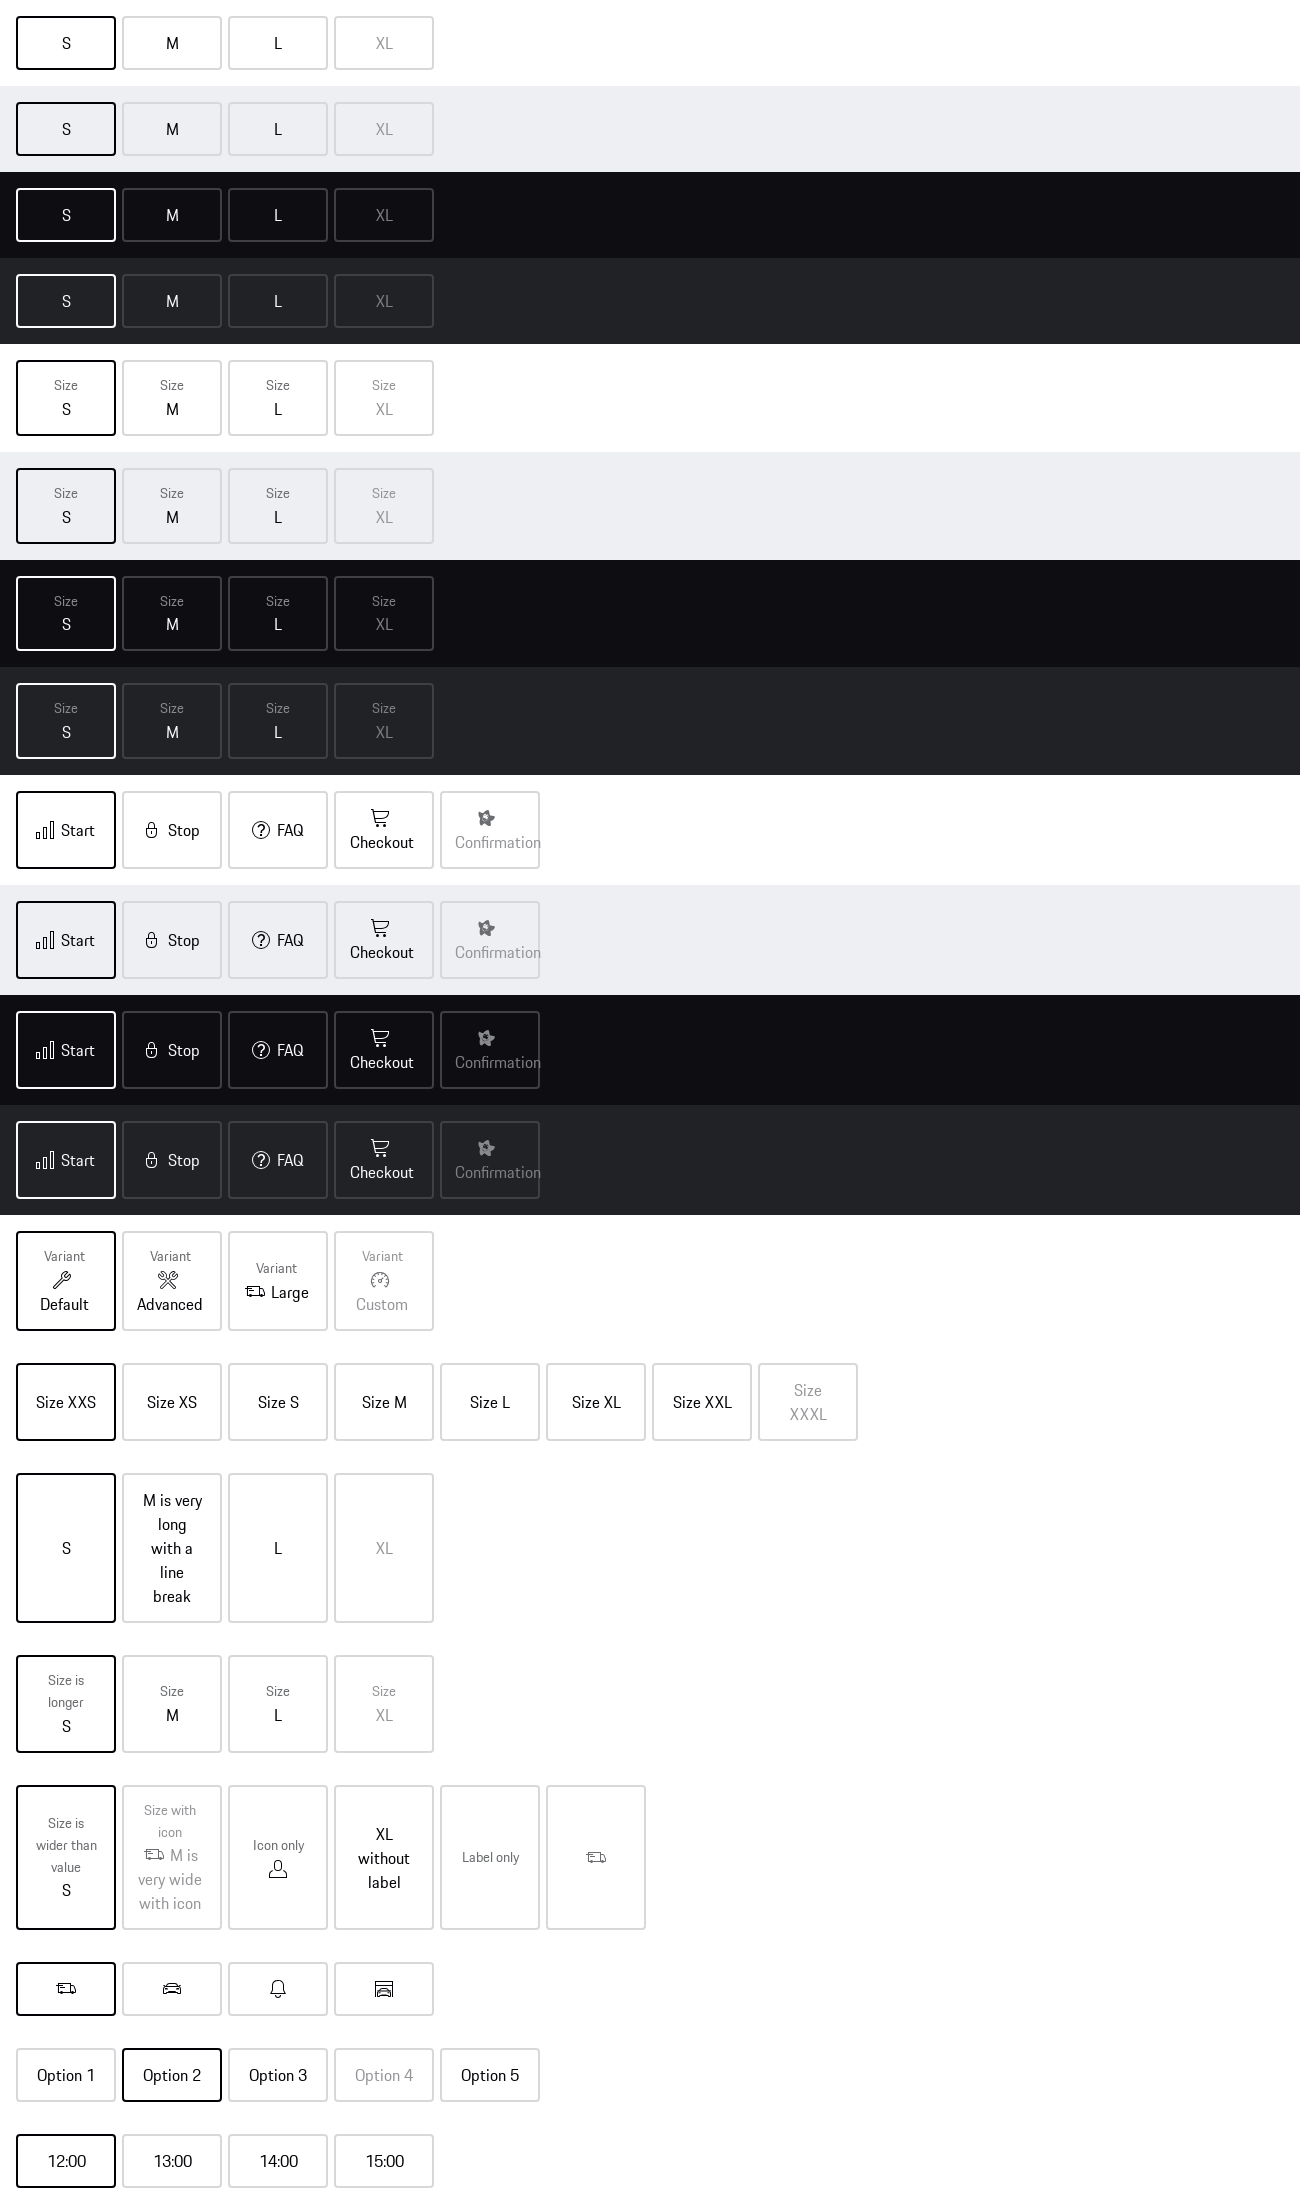 S M L XL
S M L XL
S M L XL
S M L XL
Size Size Size Size
S M L XL
Size Size Size Size
S M L XL
Size Size Size Size
S M L XL
Size Size Size Size
S M L XL
Start Stop FAQ Checkout Confirmation
Start Stop FAQ Checkout Confirmation
Start Stop FAQ Checkout Confirmation
Start Stop FAQ Checkout Confirmation
Variant
Default
Variant
Advanced
Variant
Large
Variant
Custom
Size XXS
Size XS
Size S
Size M
Size L
Size XL
Size XXL
Size
XXXL
S
M is very
long
with a
line
break
L
XL
Size is
longer
S
Size
M
Size
L
Size
XL
Size is
wider than
value
S
Size with
icon
M is
very wide
with icon
Icon only
XL
without
label
Label only
Option 1 Option 2 Option 3 Option 4 Option 5
12:00 13:00 14:00 15:00